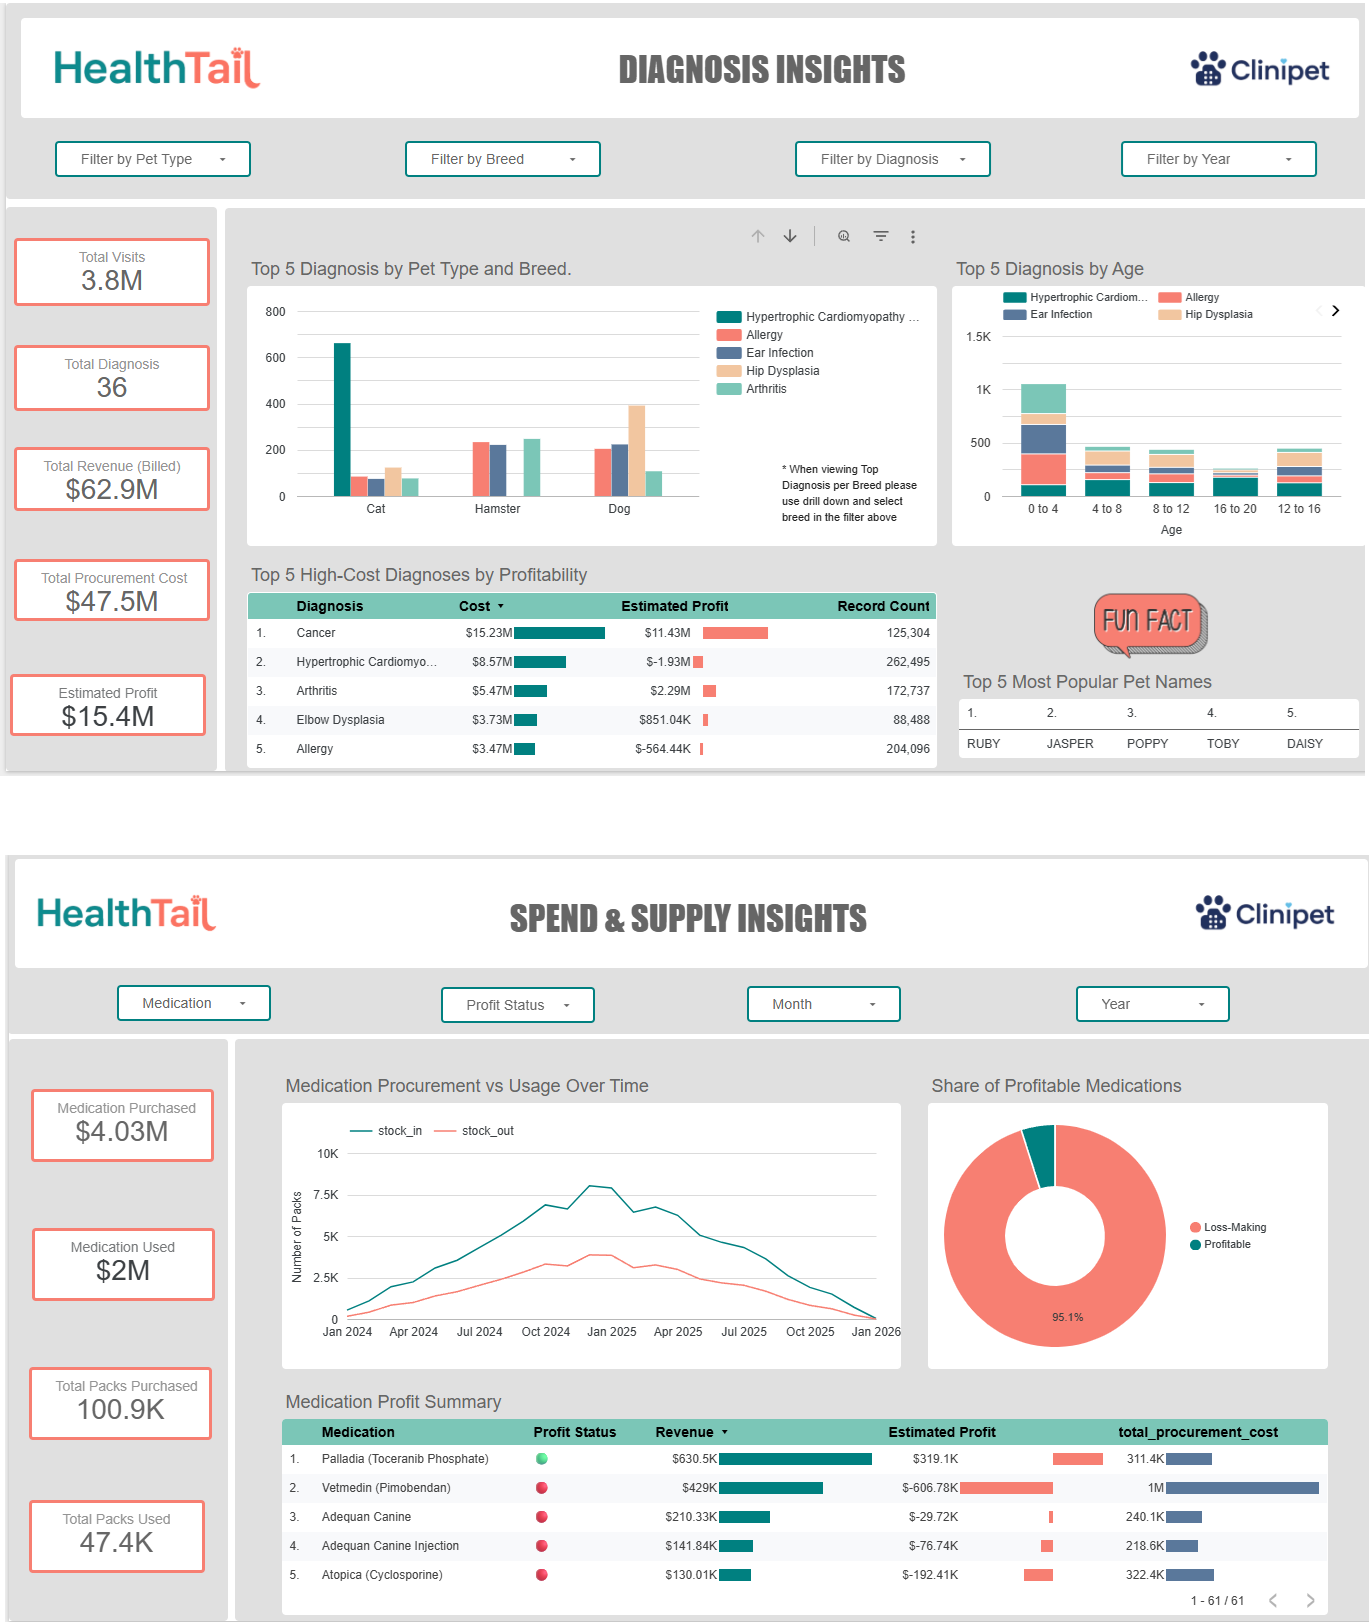 HealthTail
DIAGNOSIS INSIGHTS
Clinipet
Filter by Pet Type
Filter by Breed
Filter by Diagnosis
Filter by Year
Total Visits
3.8M
Total Diagnosis
36
Total Revenue (Billed)
$62.9M
Total Procurement Cost
$47.5M
Estimated Profit
$15.4M
Top 5 Diagnosis by Pet Type and Breed.
800
600
400
200
0
Cat
Hamster
Dog
Hypertrophic Cardiomyopathy ...
Allergy
Ear Infection
Hip Dysplasia
Arthritis
* When viewing Top
Diagnosis per Breed please
use drill down and select
breed in the filter above
Top 5 Diagnosis by Age
Hypertrophic Cardiom... Allergy
Ear Infection Hip Dysplasia
1.5K
1K
500
0
0 to 4 4 to 8 8 to 12 16 to 20 12 to 16
Age
Top 5 High-Cost Diagnoses by Profitability
Diagnosis Cost Estimated Profit Record Count
1. Cancer $15.23M $11.43M 125,304
2. Hypertrophic Cardiomyo... $8.57M $-1.93M 262,495
3. Arthritis $5.47M $2.29M 172,737
4. Elbow Dysplasia $3.73M $851.04K 88,488
5. Allergy $3.47M $-564.44K 204,096
FUN FACT
Top 5 Most Popular Pet Names
1. 2. 3. 4. 5.
RUBY JASPER POPPY TOBY DAISY
HealthTail
SPEND & SUPPLY INSIGHTS
Clinipet
Medication
Profit Status
Month
Year
Medication Purchased
$4.03M
Medication Used
$2M
Total Packs Purchased
100.9K
Total Packs Used
47.4K
Medication Procurement vs Usage Over Time
stock_in stock_out
Number of Packs
10K
7.5K
5K
2.5K
0
Jan 2024 Apr 2024 Jul 2024 Oct 2024 Jan 2025 Apr 2025 Jul 2025 Oct 2025 Jan 2026
Share of Profitable Medications
Loss-Making
Profitable
95.1%
Medication Profit Summary
Medication Profit Status Revenue Estimated Profit total_procurement_cost
1. Palladia (Toceranib Phosphate) $630.5K $319.1K 311.4K
2. Vetmedin (Pimobendan) $429K $-606.78K 1M
3. Adequan Canine $210.33K $-29.72K 240.1K
4. Adequan Canine Injection $141.84K $-76.74K 218.6K
5. Atopica (Cyclosporine) $130.01K $-192.41K 322.4K
1 - 61 / 61